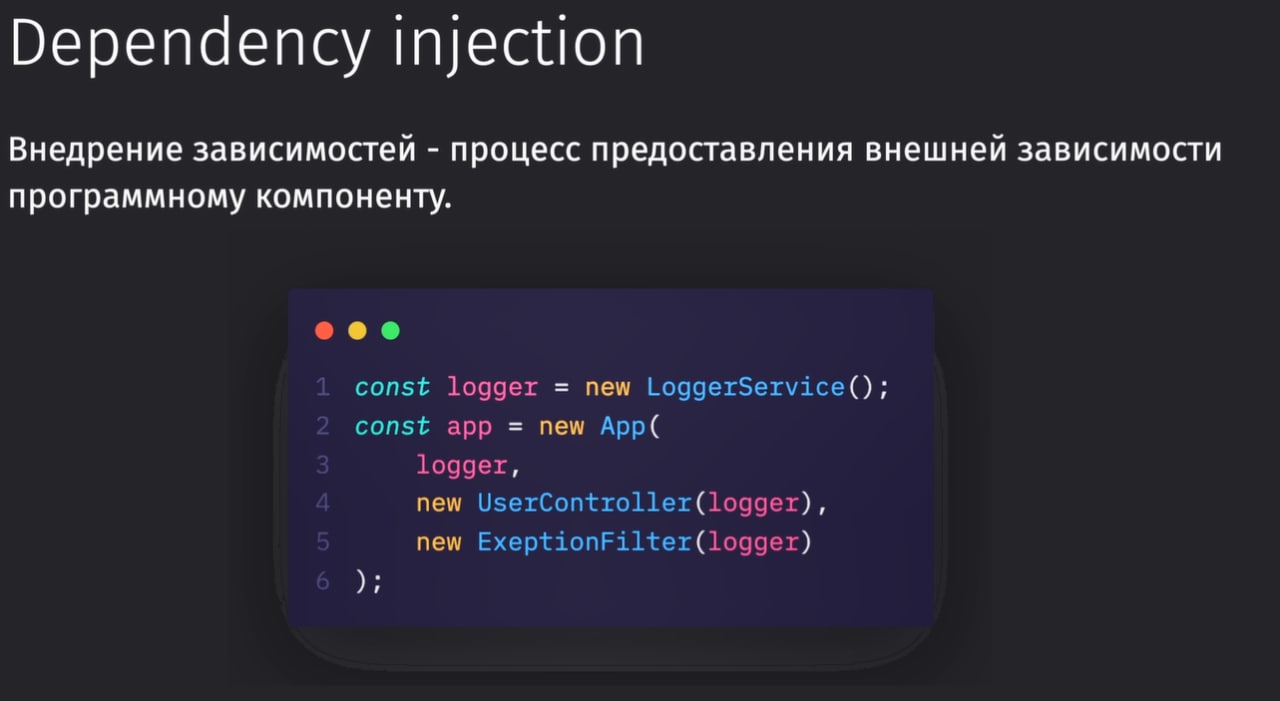 Dependency injection
Внедрение зависимостей - процесс предоставления внешней зависимости
программному компоненту.
1 const logger = new LoggerService();
2 const app = new App(
3     logger,
4     new UserController(logger),
5     new ExeptionFilter(logger)
6 );